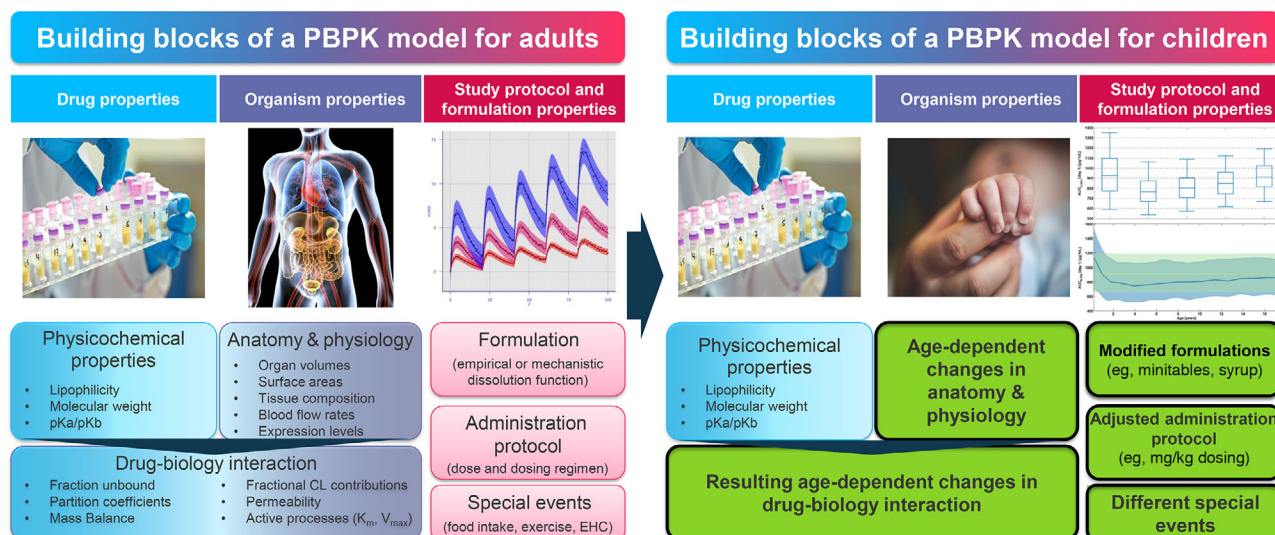 Building blocks of a PBPK model for adults
Drug properties
Organism properties
Study protocol and
formulation properties
Physicochemical
properties
• Lipophilicity
• Molecular weight
• pKa/pKb
Anatomy & physiology
• Organ volumes
• Surface areas
• Tissue composition
• Blood flow rates
• Expression levels
Drug-biology interaction
• Fraction unbound
• Partition coefficients
• Mass Balance
• Fractional CL contributions
• Permeability
• Active processes (Km, Vmax)
Formulation
(empirical or mechanistic
dissolution function)
Administration
protocol
(dose and dosing regimen)
Special events
(food intake, exercise, EHC)
Building blocks of a PBPK model for children
Drug properties
Organism properties
Study protocol and
formulation properties
Age [years]
Physicochemical
properties
• Lipophilicity
• Molecular weight
• pKa/pKb
Age-dependent
changes in
anatomy &
physiology
Resulting age-dependent changes in
drug-biology interaction
Modified formulations
(eg, minitables, syrup)
Adjusted administration
protocol
(eg, mg/kg dosing)
Different special
events